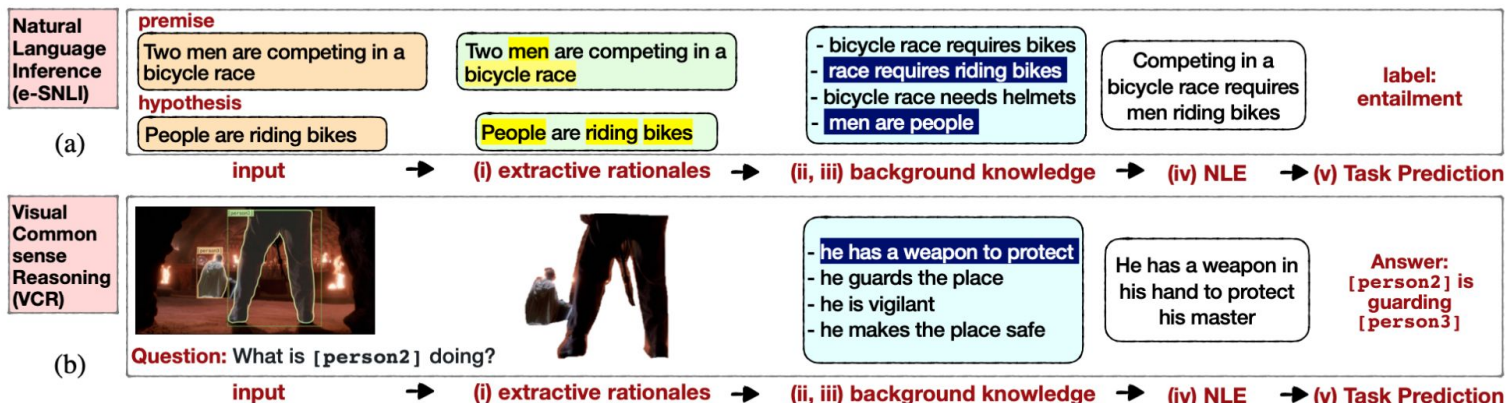 Natural
Language
Inference
(e-SNLI)
(a)
premise
Two men are competing in a
bicycle race
hypothesis
People are riding bikes
Two men are competing in a
bicycle race
People are riding bikes
- bicycle race requires bikes
- race requires riding bikes
- bicycle race needs helmets
- men are people
Competing in a
bicycle race requires
men riding bikes
label:
entailment
input
(i) extractive rationales
(ii, iii) background knowledge
(iv) NLE
(v) Task Prediction
Visual
Common
sense
Reasoning
(VCR)
(b)
Question: What is [person2] doing?
- he has a weapon to protect
- he guards the place
- he is vigilant
- he makes the place safe
He has a weapon in
his hand to protect
his master
Answer:
[person2] is
guarding
[person3]
input
(i) extractive rationales
(ii, iii) background knowledge
(iv) NLE
(v) Task Prediction